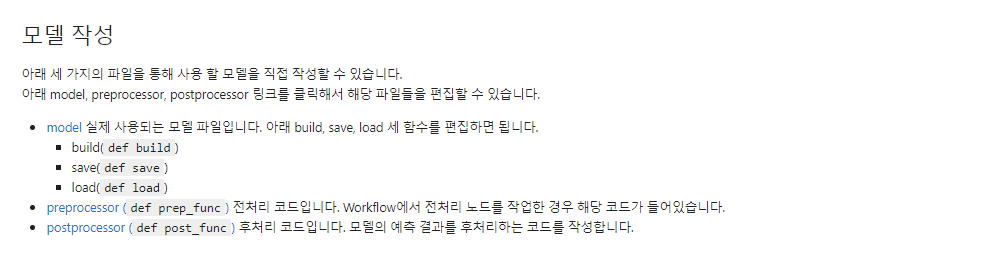 모델 작성
아래 세 가지의 파일을 통해 사용 할 모델을 직접 작성할 수 있습니다.
아래 model, preprocessor, postprocessor 링크를 클릭해서 해당 파일들을 편집할 수 있습니다.
model 실제 사용되는 모델 파일입니다. 아래 build, save, load 세 함수를 편집하면 됩니다.
build( def build )
save( def save )
load( def load )
preprocessor ( def prep_func ) 전처리 코드입니다. Workflow에서 전처리 노드를 작업한 경우 해당 코드가 들어있습니다.
postprocessor ( def post_func ) 후처리 코드입니다. 모델의 예측 결과를 후처리하는 코드를 작성합니다.